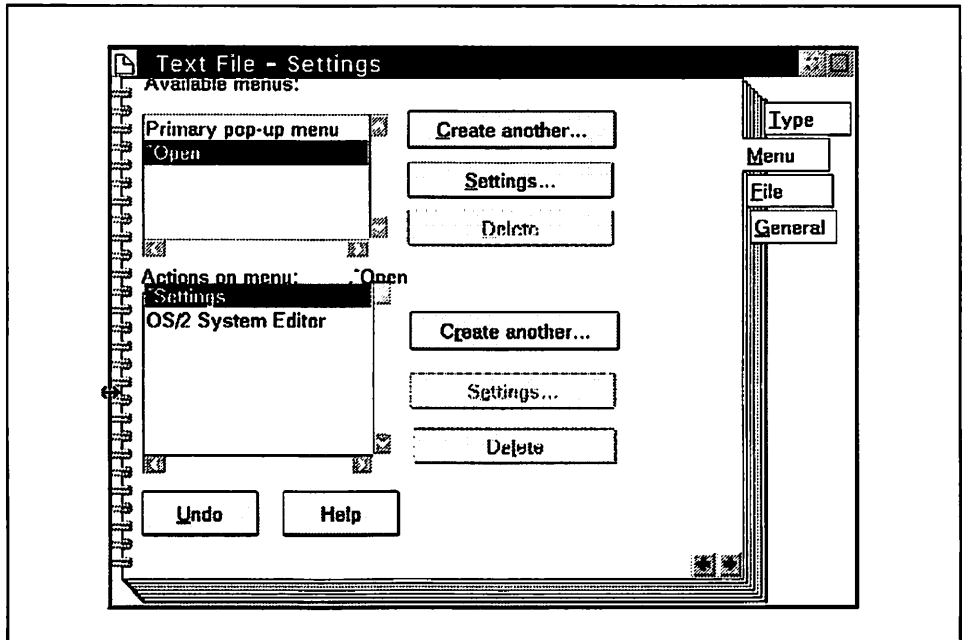 Text File - Settings
Available menus:
Primary pop-up menu
~Open
Create another...
Settings...
Delete
Actions on menu: ~Open
~Settings
OS/2 System Editor
Create another...
Settings...
Delete
Undo
Help
Type
Menu
File
General